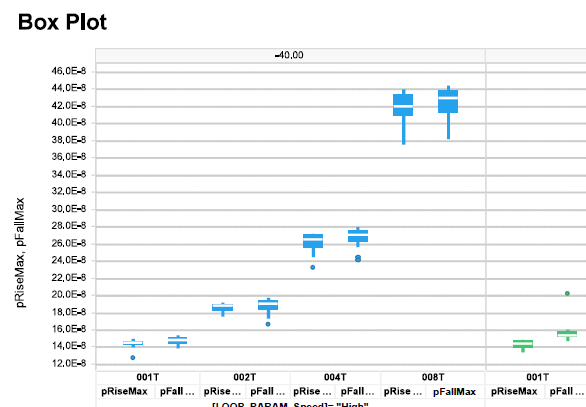 Box Plot
-40.00
46,0E-8
44,0E-8
42,0E-8
40,0E-8
38,0E-8
36,0E-8
34,0E-8
32,0E-8
30,0E-8
28,0E-8
26,0E-8
24,0E-8
22,0E-8
20,0E-8
18,0E-8
16,0E-8
14,0E-8
12,0E-8
pRiseMax, pFallMax
001T 002T 004T 008T 001T
pRiseMax pFall ... pRise... pFall ... pRise ... pFall ... pRise ... pFallMax pRiseMax pFall ...
[LOOP_PARAM_Speed]= "High"